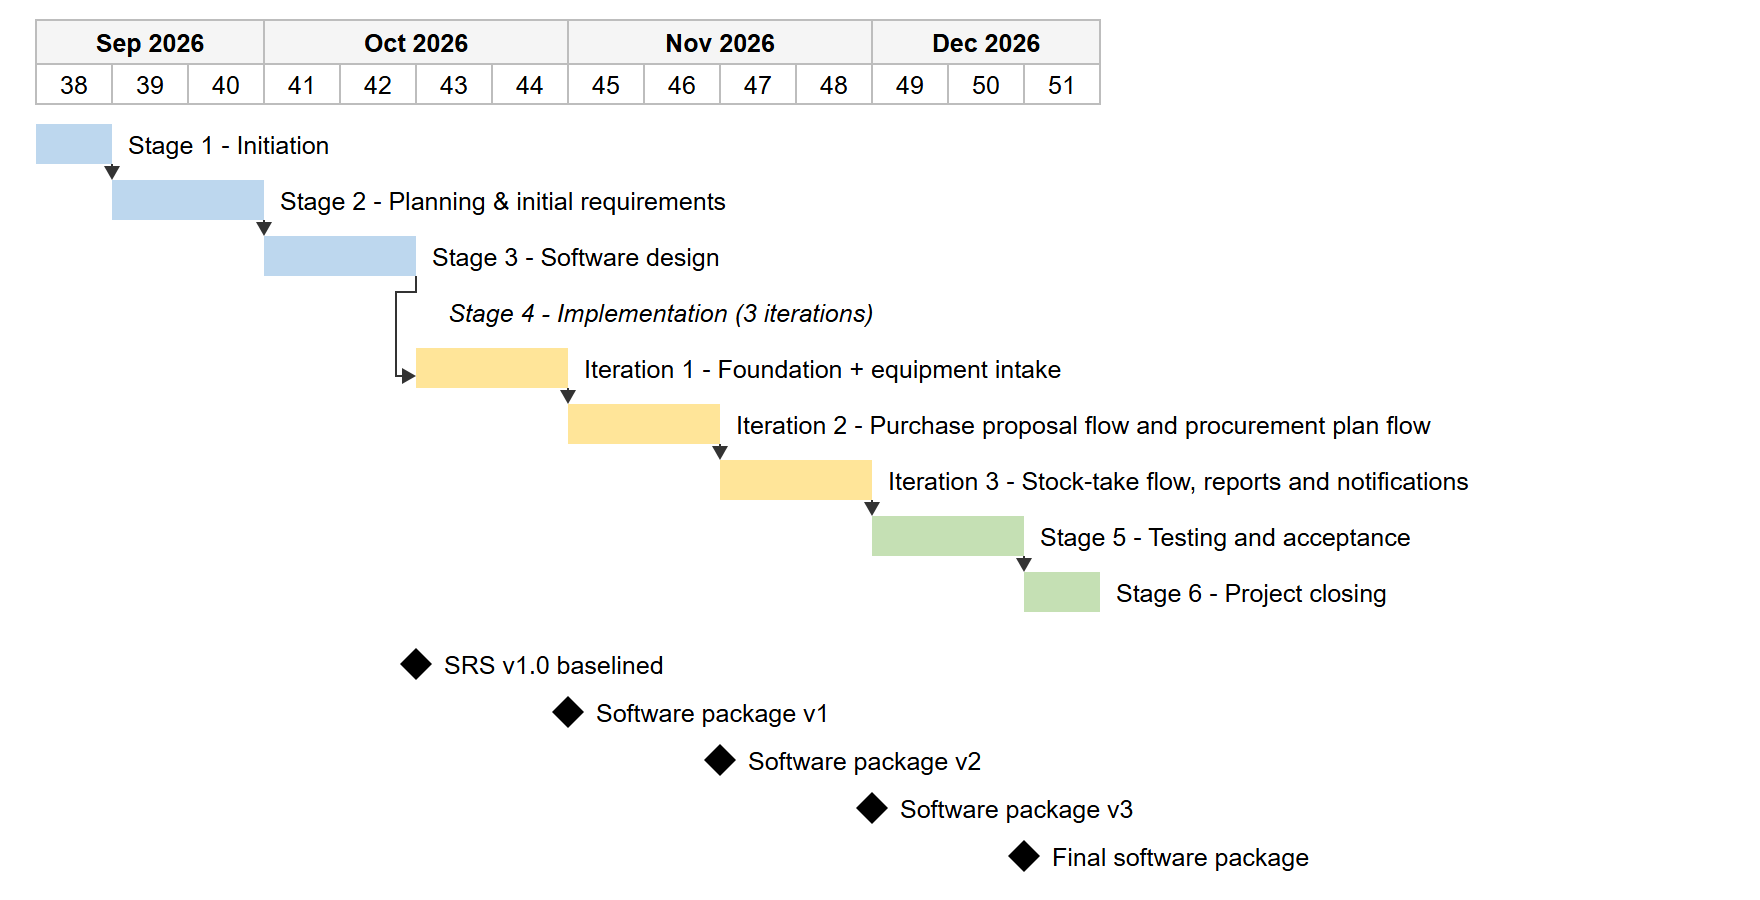 Sep 2026 Oct 2026 Nov 2026 Dec 2026
38 39 40 41 42 43 44 45 46 47 48 49 50 51
Stage 1 - Initiation
Stage 2 - Planning & initial requirements
Stage 3 - Software design
Stage 4 - Implementation (3 iterations)
Iteration 1 - Foundation + equipment intake
Iteration 2 - Purchase proposal flow and procurement plan flow
Iteration 3 - Stock-take flow, reports and notifications
Stage 5 - Testing and acceptance
Stage 6 - Project closing
SRS v1.0 baselined
Software package v1
Software package v2
Software package v3
Final software package